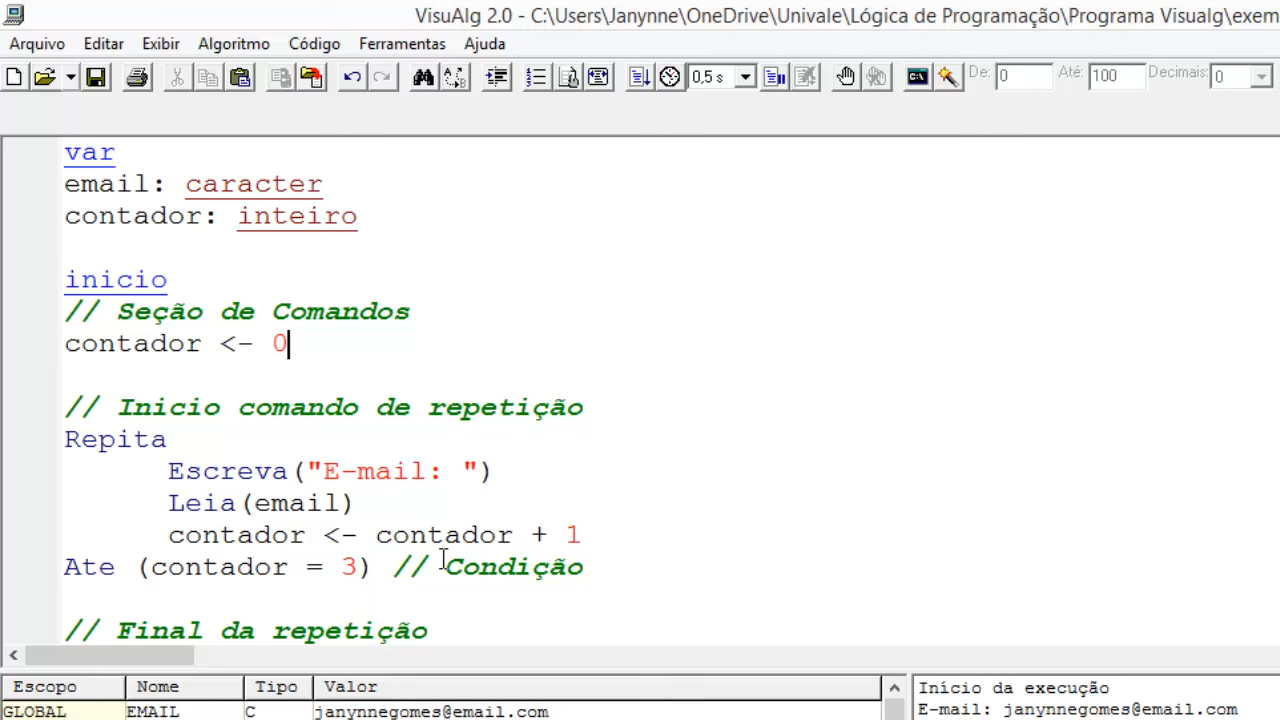 VisuAlg 2.0 - C:\Users\Janynne\OneDrive\Univale\Lógica de Programação\Programa Visualg\exem
Arquivo Editar Exibir Algoritmo Código Ferramentas Ajuda
0,5 s De: 0 Até: 100 Decimais: 0
var
email: caracter
contador: inteiro
inicio
// Seção de Comandos
contador <- 0
// Inicio comando de repetição
Repita
Escreva("E-mail: ")
Leia(email)
contador <- contador + 1
Ate (contador = 3) // Condição
// Final da repetição
Escopo Nome Tipo Valor
GLOBAL EMAIL C janynnegomes@email.com
Início da execução
E-mail: janynnegomes@email.com